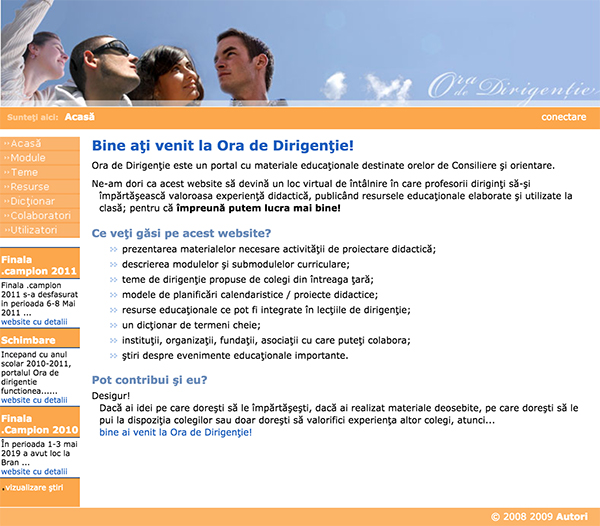 Ora
de Dirigenţie
Sunteţi aici: Acasă
conectare
Acasă
Module
Teme
Resurse
Dicţionar
Colaboratori
Utilizatori
Finala
.campion 2011
Finala .campion
2011 s-a desfasurat
in perioada 6-8 Mai
2011 ...
website cu detalii
Schimbare
Incepand cu anul
scolar 2010-2011,
portalul Ora de
dirigentie
functionea......
website cu detalii
Finala
.Campion 2010
În perioada 1-3 mai
2019 a avut loc la
Bran ...
website cu detalii
.vizualizare ştiri
Bine aţi venit la Ora de Dirigenţie!
Ora de Dirigenţie este un portal cu materiale educaţionale destinate orelor de Consiliere şi orientare.
Ne-am dori ca acest website să devină un loc virtual de întâlnire în care profesorii diriginţi să-şi
împărtăşească valoroasa experienţă didactică, publicând resursele educaţionale elaborate şi utilizate la
clasă; pentru că împreună putem lucra mai bine!
Ce veţi găsi pe acest website?
prezentarea materialelor necesare activităţii de proiectare didactică;
descrierea modulelor şi submodulelor curriculare;
teme de dirigenţie propuse de colegi din întreaga ţară;
modele de planificări calendaristice / proiecte didactice;
resurse educaţionale ce pot fi integrate în lecţiile de dirigenţie;
un dicţionar de termeni cheie;
instituţii, organizaţii, fundaţii, asociaţii cu care puteţi colabora;
ştiri despre evenimente educaţionale importante.
Pot contribui şi eu?
Desigur!
Dacă ai idei pe care doreşti să le împărtăşeşti, dacă ai realizat materiale deosebite, pe care doreşti să le
pui la dispoziţia colegilor sau doar doreşti să valorifici experienţa altor colegi, atunci...
bine ai venit la Ora de Dirigenţie!
© 2008 2009 Autori